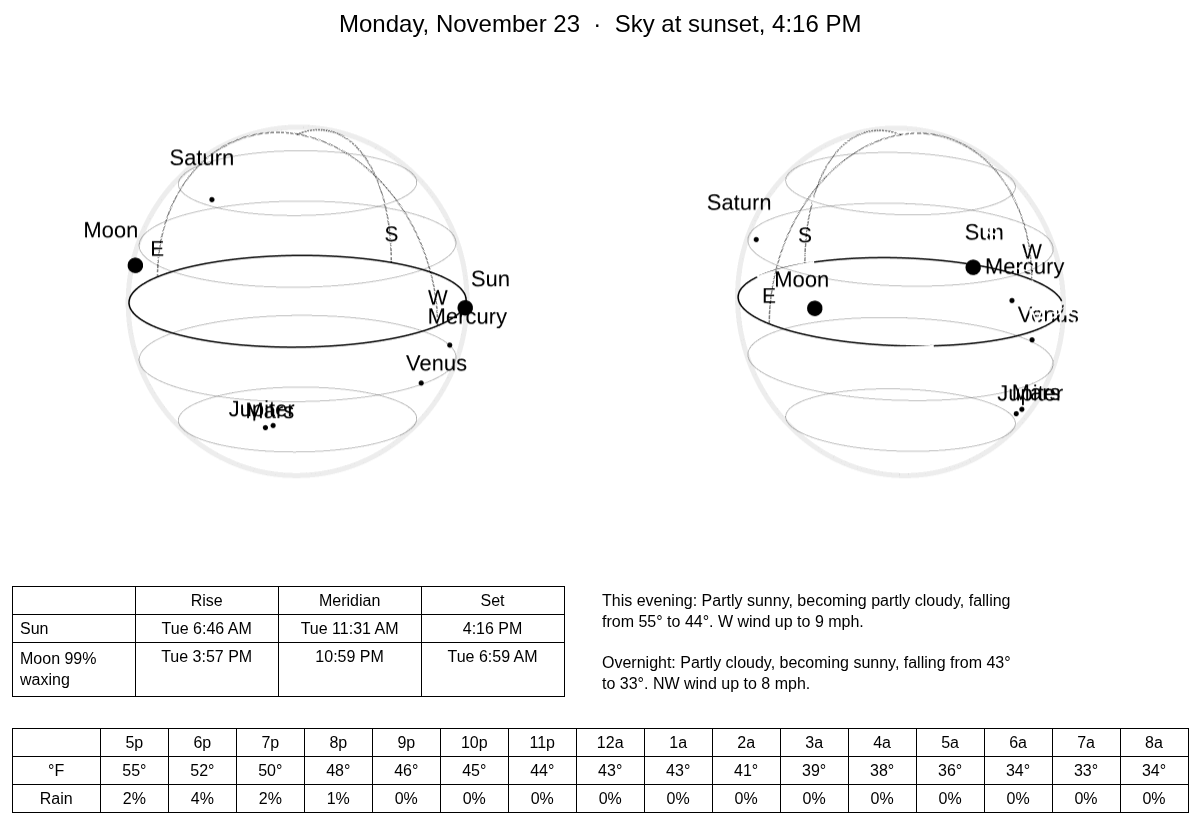 Monday, November 23 · Sky at sunset, 4:16 PM
Saturn
Moon
E
S
Sun
W
Mercury
Venus
Jupiter
Mars
Saturn
S
Sun
W
Mercury
Moon
E
Venus
Mars
Jupiter
Rise Meridian Set
Sun Tue 6:46 AM Tue 11:31 AM 4:16 PM
Moon 99% Tue 3:57 PM 10:59 PM Tue 6:59 AM
waxing
This evening: Partly sunny, becoming partly cloudy, falling
from 55° to 44°. W wind up to 9 mph.
Overnight: Partly cloudy, becoming sunny, falling from 43°
to 33°. NW wind up to 8 mph.
5p 6p 7p 8p 9p 10p 11p 12a 1a 2a 3a 4a 5a 6a 7a 8a
°F 55° 52° 50° 48° 46° 45° 44° 43° 43° 41° 39° 38° 36° 34° 33° 34°
Rain 2% 4% 2% 1% 0% 0% 0% 0% 0% 0% 0% 0% 0% 0% 0% 0%